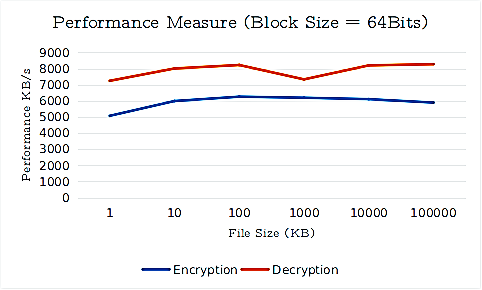 Performance Measure (Block Size = 64Bits)
Performance KB/s
9000
8000
7000
6000
5000
4000
3000
2000
1000
0
1 10 100 1000 10000 100000
File Size (KB)
Encryption Decryption